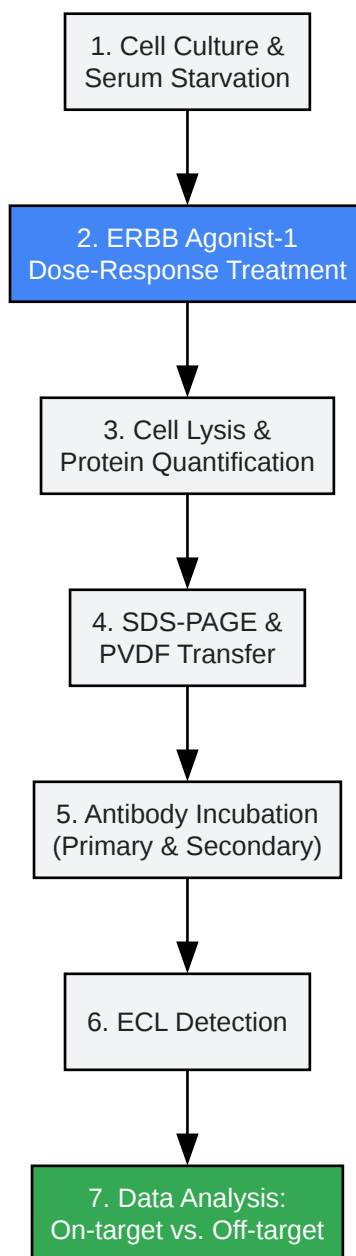 1. Cell Culture &
Serum Starvation
2. ERBB Agonist-1
Dose-Response Treatment
3. Cell Lysis &
Protein Quantification
4. SDS-PAGE &
PVDF Transfer
5. Antibody Incubation
(Primary & Secondary)
6. ECL Detection
7. Data Analysis:
On-target vs. Off-target